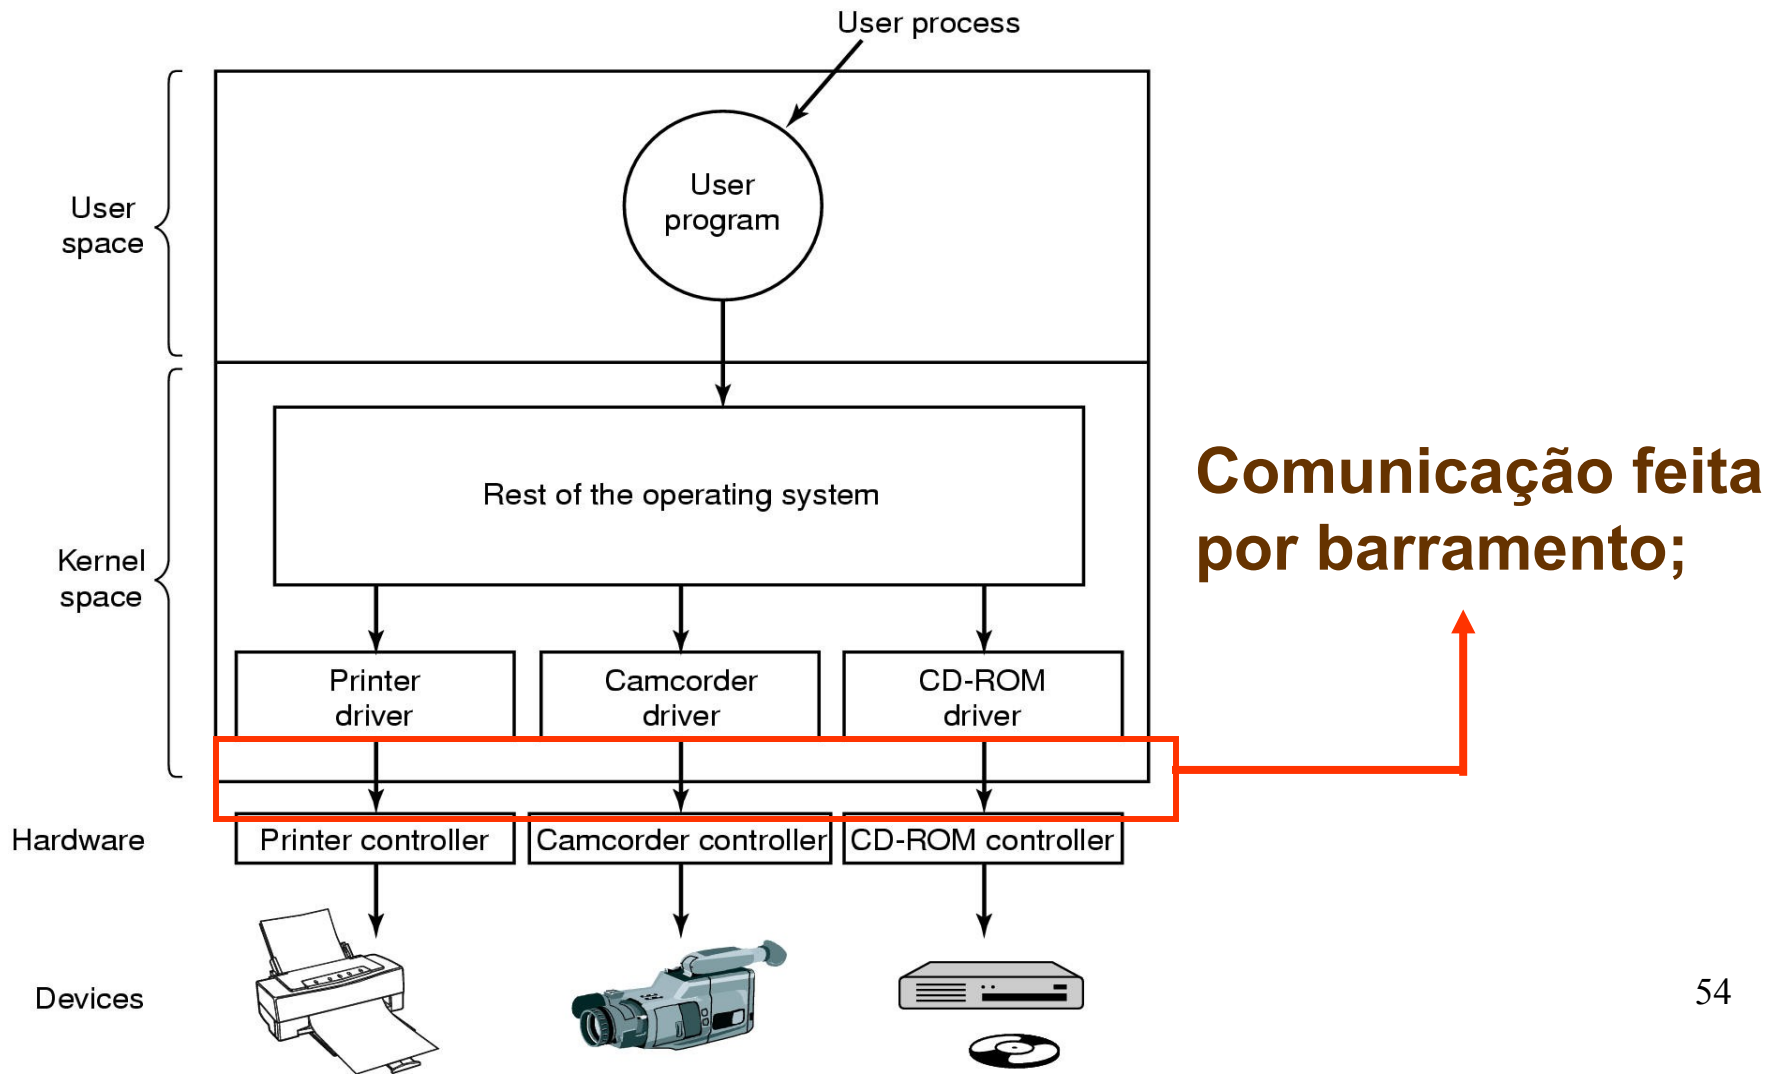 User process
User
space
User
program
Kernel
space
Rest of the operating system
Comunicação feita
por barramento;
Printer
driver
Camcorder
driver
CD-ROM
driver
Hardware
Printer controller
Camcorder controller
CD-ROM controller
Devices
54